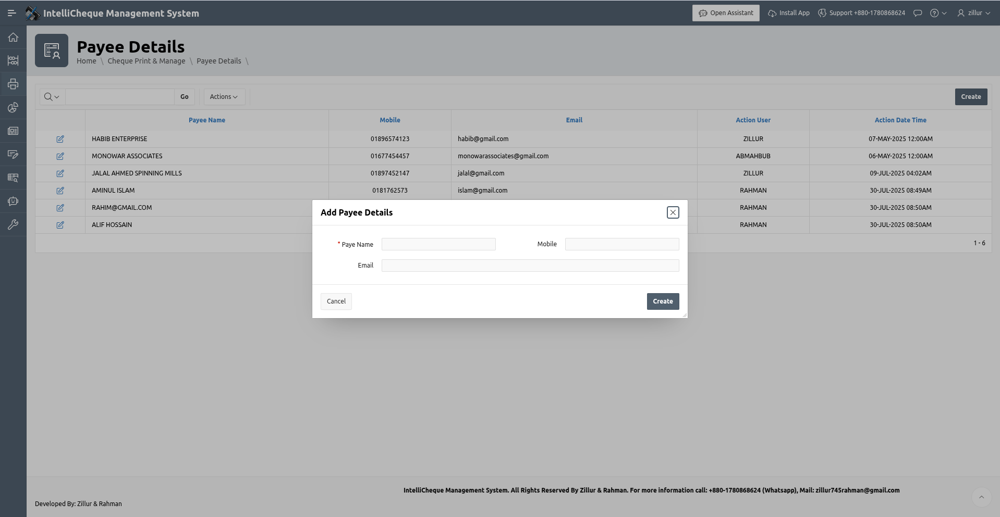 IntelliCheque Management System
Open Assistant Install App Support +880-1780868624 zillur
Payee Details
Home \ Cheque Print & Manage \ Payee Details \
Go Actions Create
Payee Name Mobile Email Action User Action Date Time
HABIB ENTERPRISE 01896574123 habib@gmail.com ZILLUR 07-MAY-2025 12:00AM
MONOWAR ASSOCIATES 01677454457 monowarassociates@gmail.com ABMAHBUB 06-MAY-2025 12:00AM
JALAL AHMED SPINNING MILLS 01897452147 jalal@gmail.com ZILLUR 09-JUL-2025 04:02AM
AMINUL ISLAM 0181762573 islam@gmail.com RAHMAN 30-JUL-2025 08:49AM
RAHIM@GMAIL.COM RAHMAN 30-JUL-2025 08:50AM
ALIF HOSSAIN RAHMAN 30-JUL-2025 08:50AM
1 - 6
Add Payee Details
* Paye Name Mobile
Email
Cancel Create
IntelliCheque Management System. All Rights Reserved By Zillur & Rahman. For more information call: +880-1780868624 (Whatsapp), Mail: zillur745rahman@gmail.com
Developed By: Zillur & Rahman